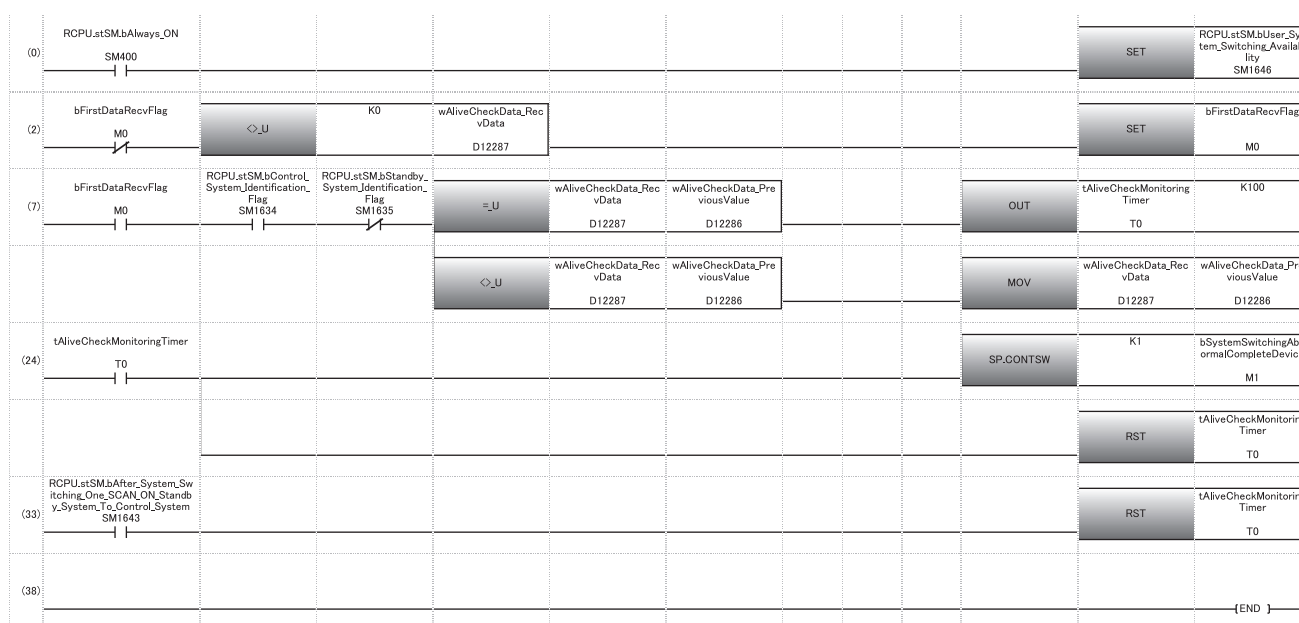 RCPU.stSM.bAlways_ON
SM400
(0)
SET
RCPU.stSM.bUser_Sy
tem_Switching_Availa
lity
SM1646
bFirstDataRecvFlag
M0
(2)
<>_U
K0
wAliveCheckData_Rec
vData
D12287
SET
bFirstDataRecvFlag
M0
(7)
bFirstDataRecvFlag
M0
RCPU.stSM.bControl_
System_Identification_
Flag
SM1634
RCPU.stSM.bStandby_
System_Identification_
Flag
SM1635
=_U
wAliveCheckData_Rec
vData
D12287
wAliveCheckData_Pre
viousValue
D12286
OUT
tAliveCheckMonitoring
Timer
T0
K100
<>_U
wAliveCheckData_Rec
vData
D12287
wAliveCheckData_Pre
viousValue
D12286
MOV
wAliveCheckData_Rec
vData
D12287
wAliveCheckData_Pr
viousValue
D12286
(24)
tAliveCheckMonitoringTimer
T0
SP.CONTSW
K1
bSystemSwitchingAb
ormalCompleteDevic
M1
RST
tAliveCheckMonitorin
Timer
T0
(33)
RCPU.stSM.bAfter_System_Sw
itching_One_SCAN_ON_Standb
y_System_To_Control_System
SM1643
RST
tAliveCheckMonitorin
Timer
T0
(38)
END